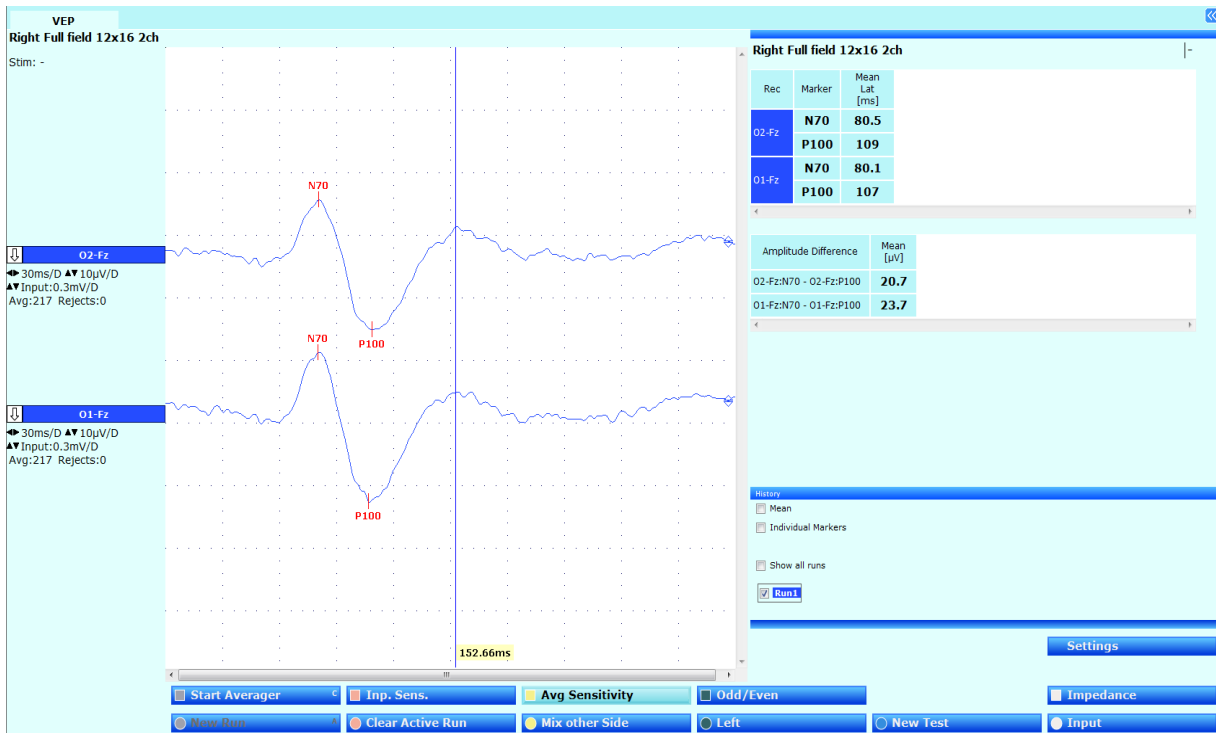 VEP
Right Full field 12x16 2ch
Stim: -
N70
O2-Fz
30ms/D 10µV/D
Input:0.3mV/D
Avg:217 Rejects:0
P100
N70
O1-Fz
30ms/D 10µV/D
Input:0.3mV/D
Avg:217 Rejects:0
P100
152.66ms
Right Full field 12x16 2ch
-
Rec Marker Mean Lat [ms]
O2-Fz N70 80.5
P100 109
O1-Fz N70 80.1
P100 107
Amplitude Difference Mean [µV]
O2-Fz:N70 - O2-Fz:P100 20.7
O1-Fz:N70 - O1-Fz:P100 23.7
History
Mean
Individual Markers
Show all runs
Run1
Settings
Start Averager C Inp. Sens. Avg Sensitivity Odd/Even Impedance
New Run Clear Active Run Mix other Side Left New Test Input